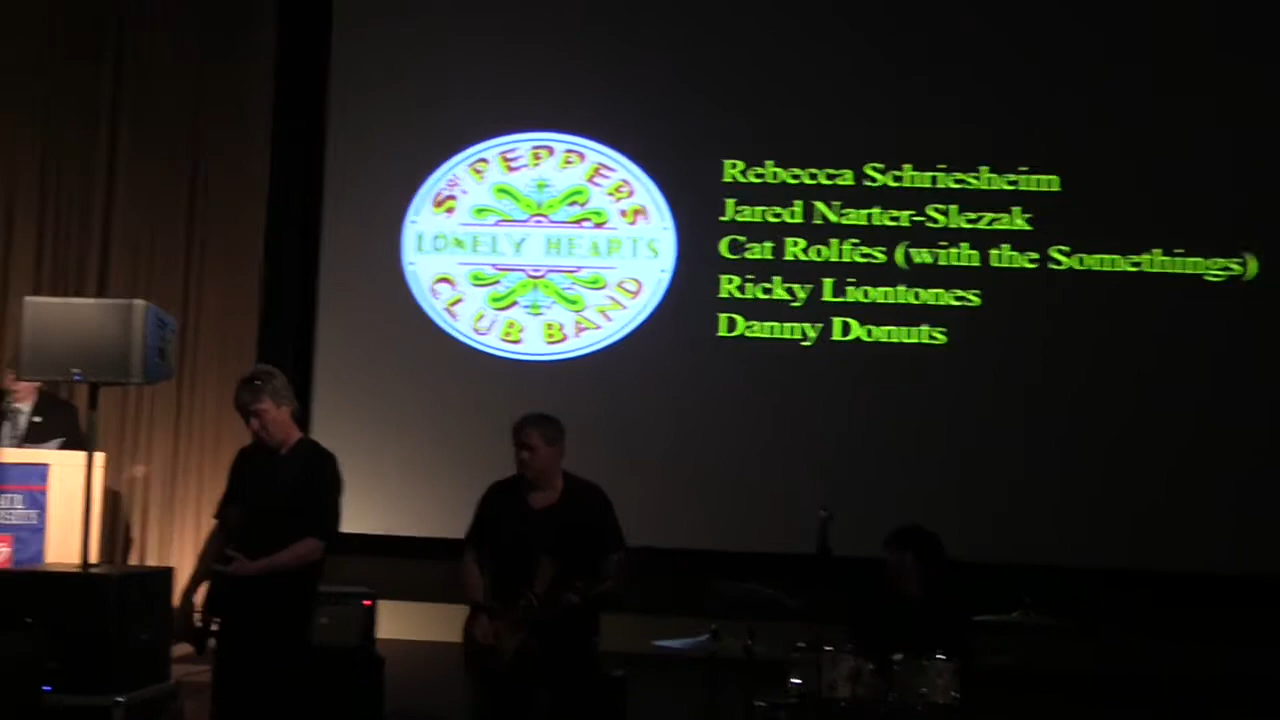 SGT. PEPPERS
LONELY HEARTS
CLUB BAND
Rebecca Schriesheim
Jared Narter-Slezak
Cat Rolfes (with the Somethings)
Ricky Liontones
Danny Donuts